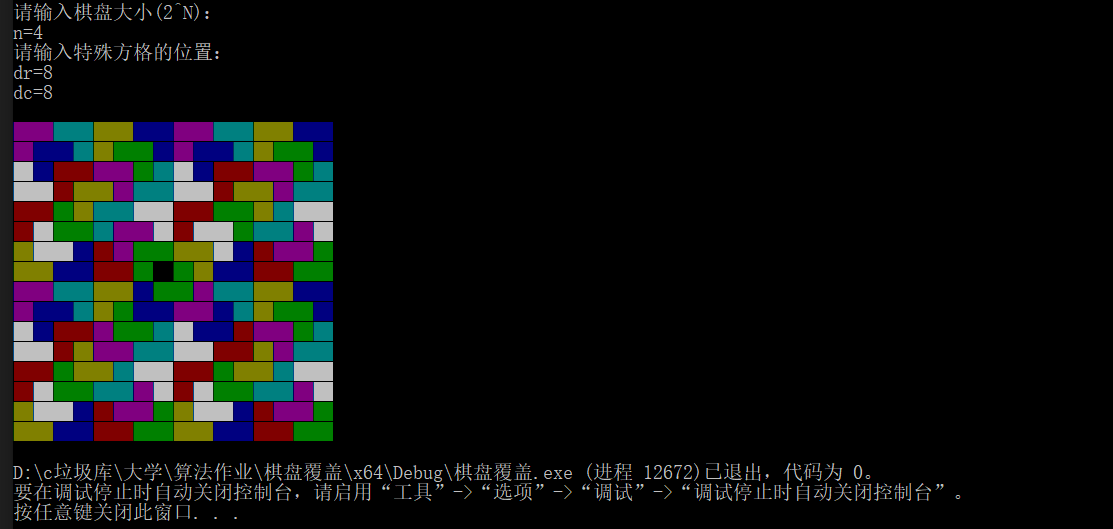 请输入棋盘大小(2^N):
n=4
请输入特殊方格的位置:
dr=8
dc=8
D:\c垃圾库\大学\算法作业\棋盘覆盖\x64\Debug\棋盘覆盖.exe (进程 12672)已退出，代码为 0。
要在调试停止时自动关闭控制台，请启用“工具”->“选项”->“调试”->“调试停止时自动关闭控制台”。
按任意键关闭此窗口. . .